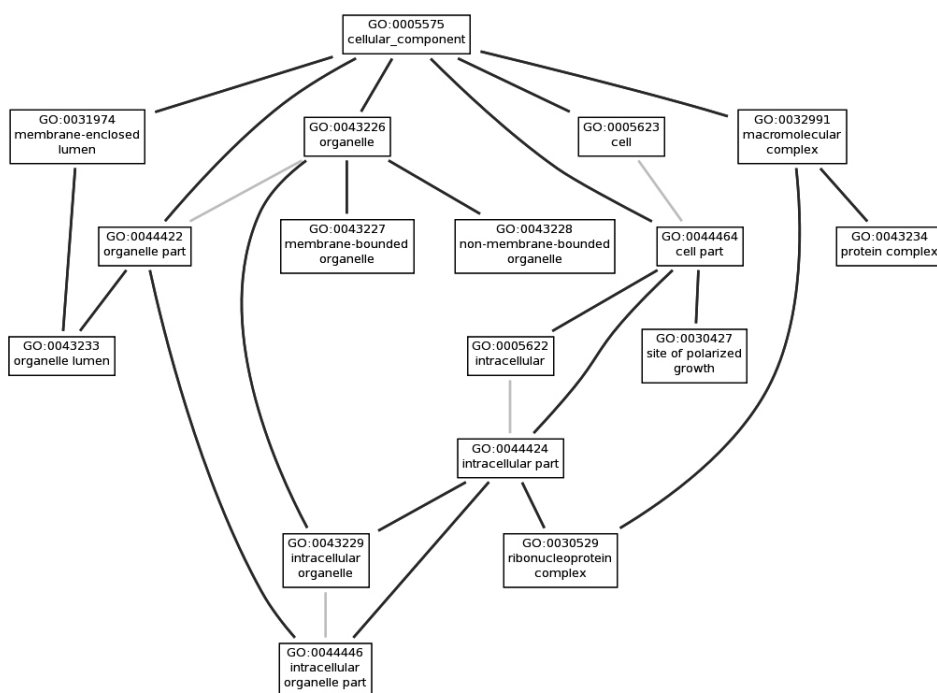 GO:0005575
cellular_component
GO:0031974
membrane-enclosed
lumen
GO:0043226
organelle
GO:0005623
cell
GO:0032991
macromolecular
complex
GO:0044422
organelle part
GO:0043227
membrane-bounded
organelle
GO:0043228
non-membrane-bounded
organelle
GO:0044464
cell part
GO:0043234
protein complex
GO:0043233
organelle lumen
GO:0005622
intracellular
GO:0030427
site of polarized
growth
GO:0044424
intracellular part
GO:0043229
intracellular
organelle
GO:0030529
ribonucleoprotein
complex
GO:0044446
intracellular
organelle part